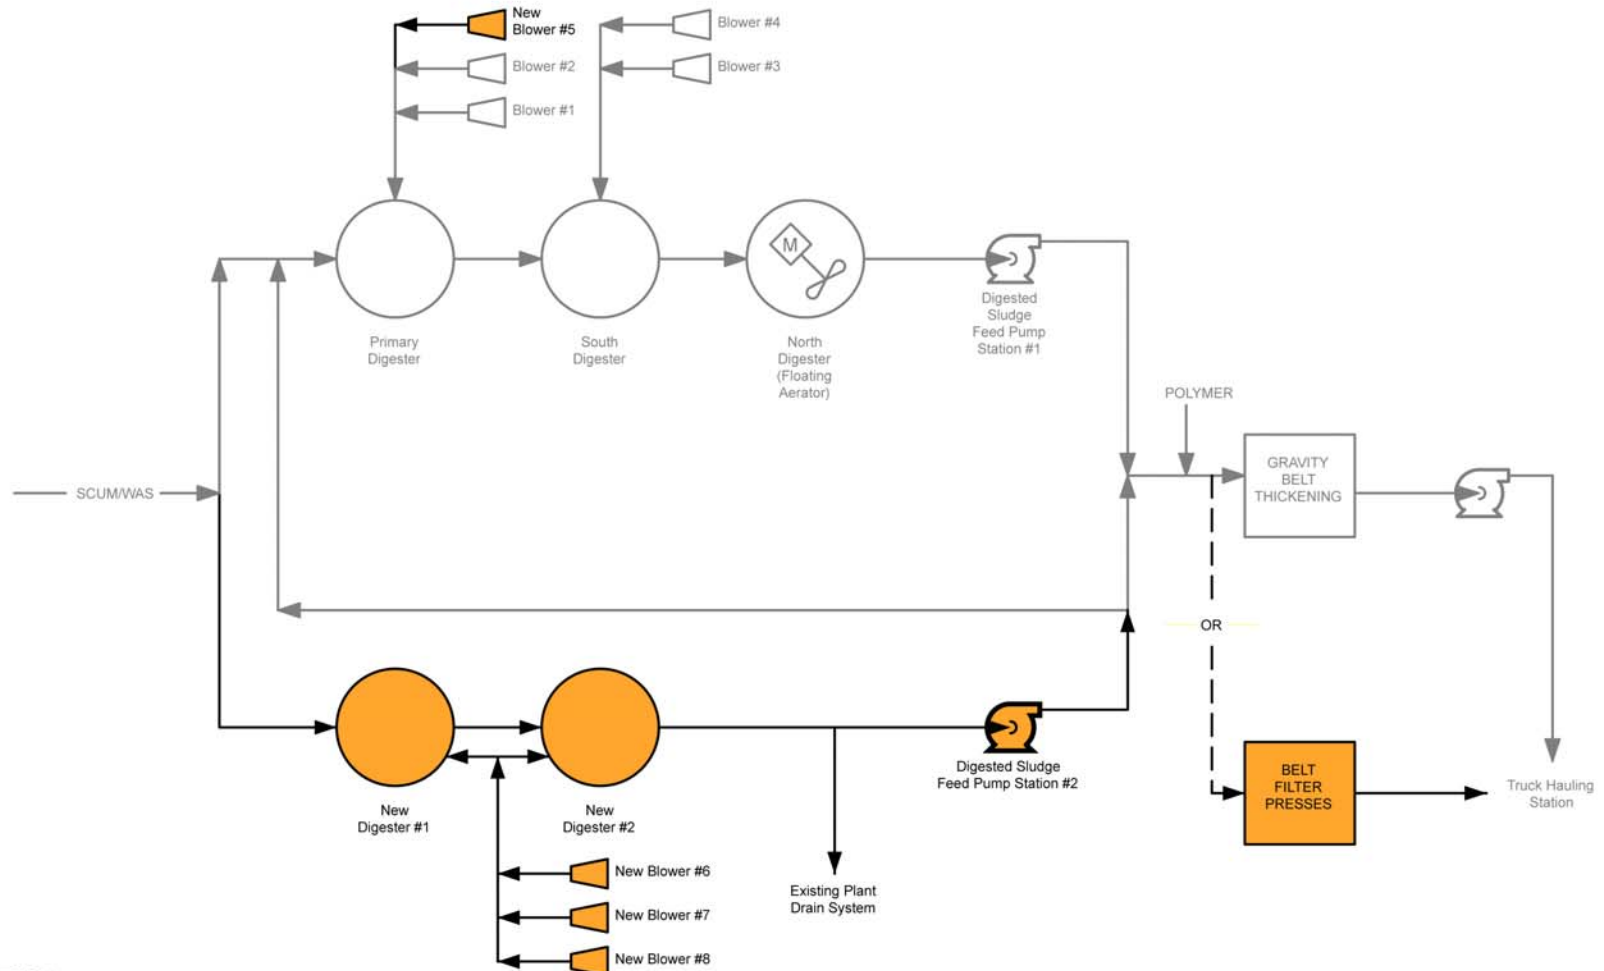 New
Blower #5
Blower #4
Blower #2
Blower #3
Blower #1
M
Primary
Digester
South
Digester
North
Digester
(Floating
Aerator)
Digested
Sludge
Feed Pump
Station #1
POLYMER
GRAVITY
BELT
THICKENING
SCUM/WAS
OR
New
Digester #1
New
Digester #2
Digested Sludge
Feed Pump Station #2
BELT
FILTER
PRESSES
Truck Hauling
Station
New Blower #6
New Blower #7
New Blower #8
Existing Plant
Drain System